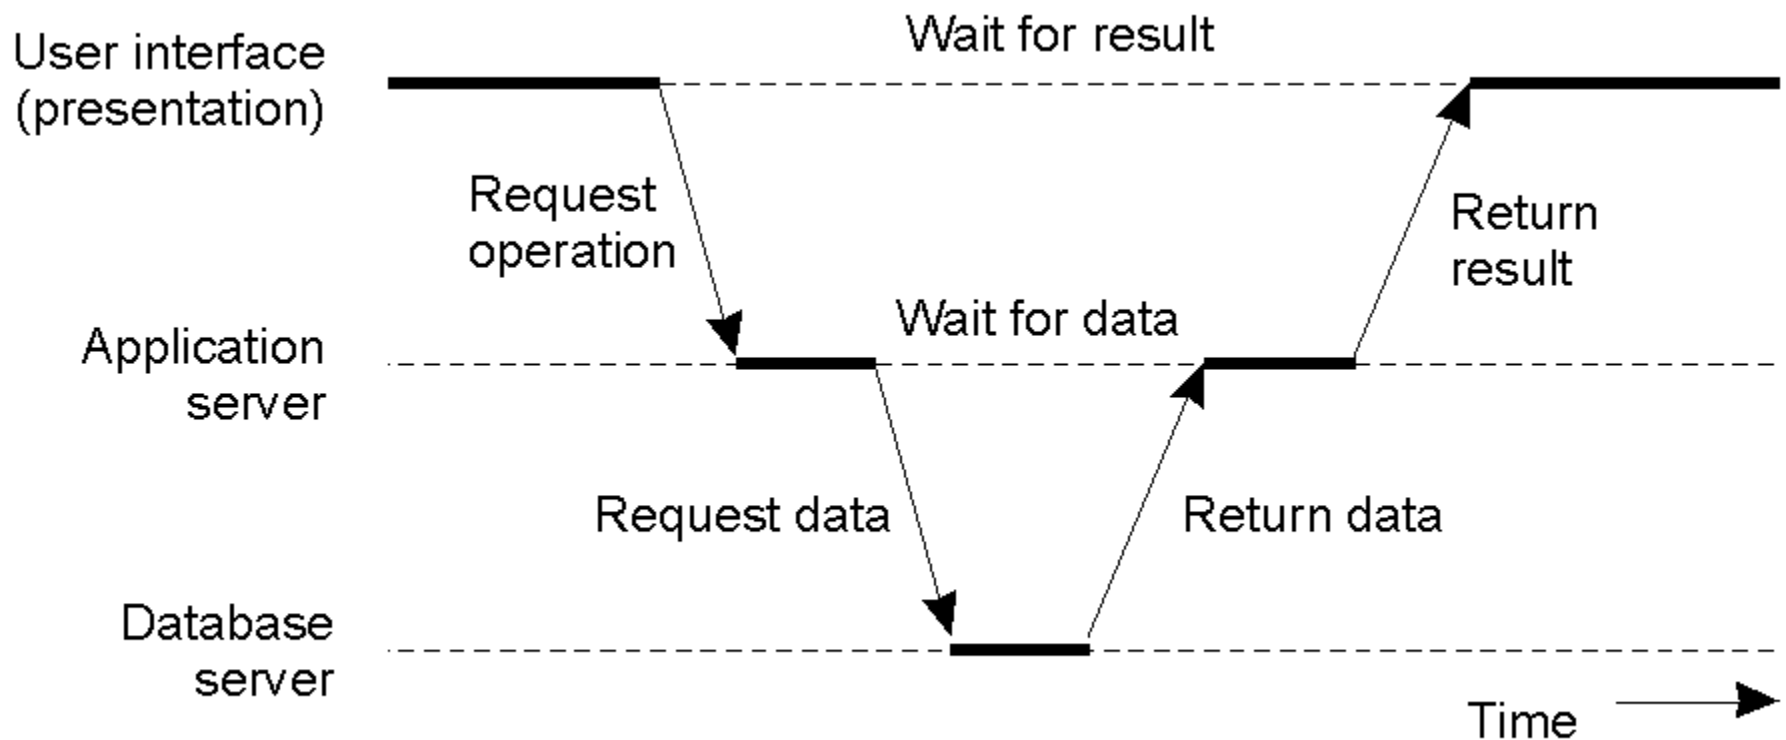 User interface
(presentation)
Wait for result
Request
operation
Return
result
Application
server
Wait for data
Request data
Return data
Database
server
Time